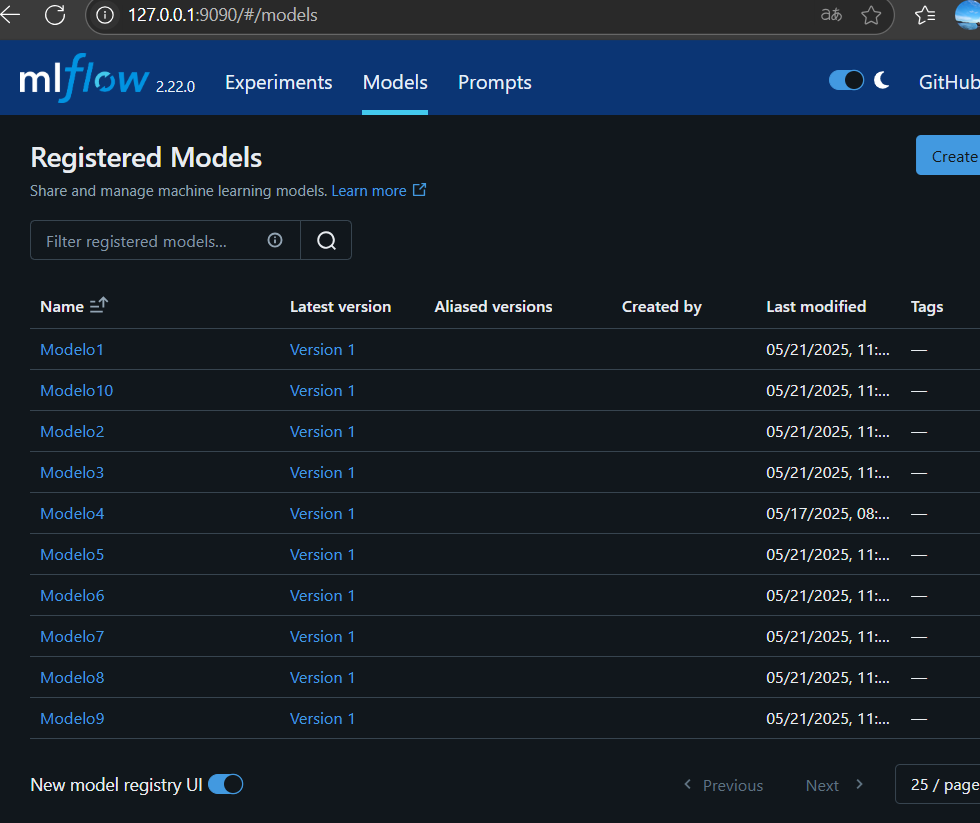 127.0.0.1:9090/#/models aあ
mlflow 2.22.0 Experiments Models Prompts GitHub
Registered Models
Create
Share and manage machine learning models. Learn more
Filter registered models...
Name Latest version Aliased versions Created by Last modified Tags
Modelo1 Version 1 05/21/2025, 11:... —
Modelo10 Version 1 05/21/2025, 11:... —
Modelo2 Version 1 05/21/2025, 11:... —
Modelo3 Version 1 05/21/2025, 11:... —
Modelo4 Version 1 05/17/2025, 08:... —
Modelo5 Version 1 05/21/2025, 11:... —
Modelo6 Version 1 05/21/2025, 11:... —
Modelo7 Version 1 05/21/2025, 11:... —
Modelo8 Version 1 05/21/2025, 11:... —
Modelo9 Version 1 05/21/2025, 11:... —
New model registry UI Previous Next 25 / page